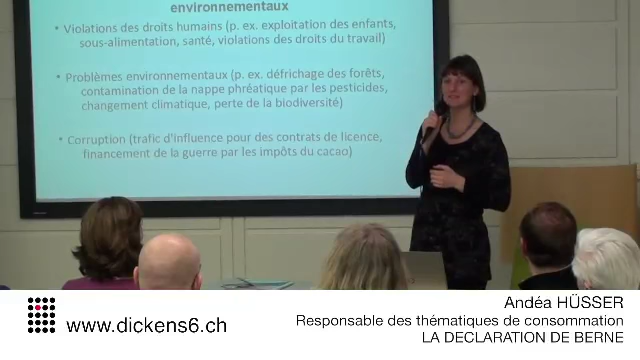 environnementaux
• Violations des droits humains (p. ex. exploitation des enfants,
sous-alimentation, santé, violations des droits du travail)
• Problèmes environnementaux (p. ex. défrichage des forêts,
contamination de la nappe phréatique par les pesticides,
changement climatique, perte de la biodiversité)
• Corruption (trafic d'influence pour des contrats de licence,
financement de la guerre par les impôts du cacao)
www.dickens6.ch
Andéa HÜSSER
Responsable des thématiques de consommation
LA DECLARATION DE BERNE